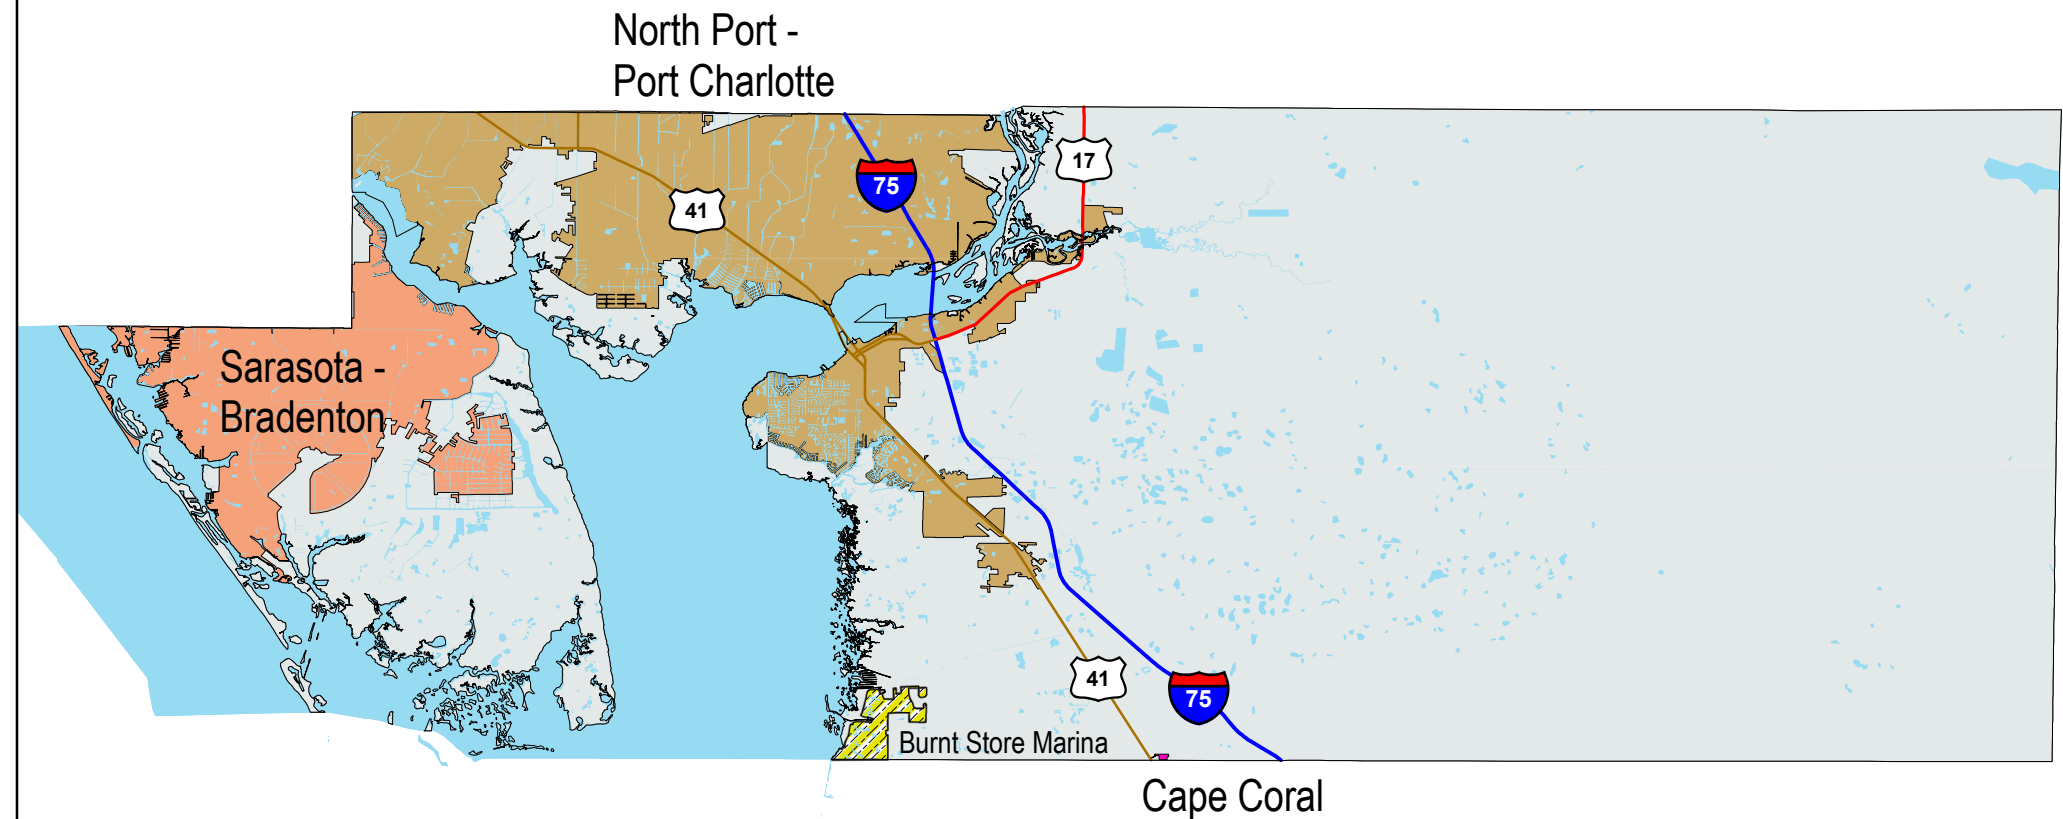 North Port -
Port Charlotte
17
75
41
Sarasota -
Bradenton
41
75
Burnt Store Marina
Cape Coral